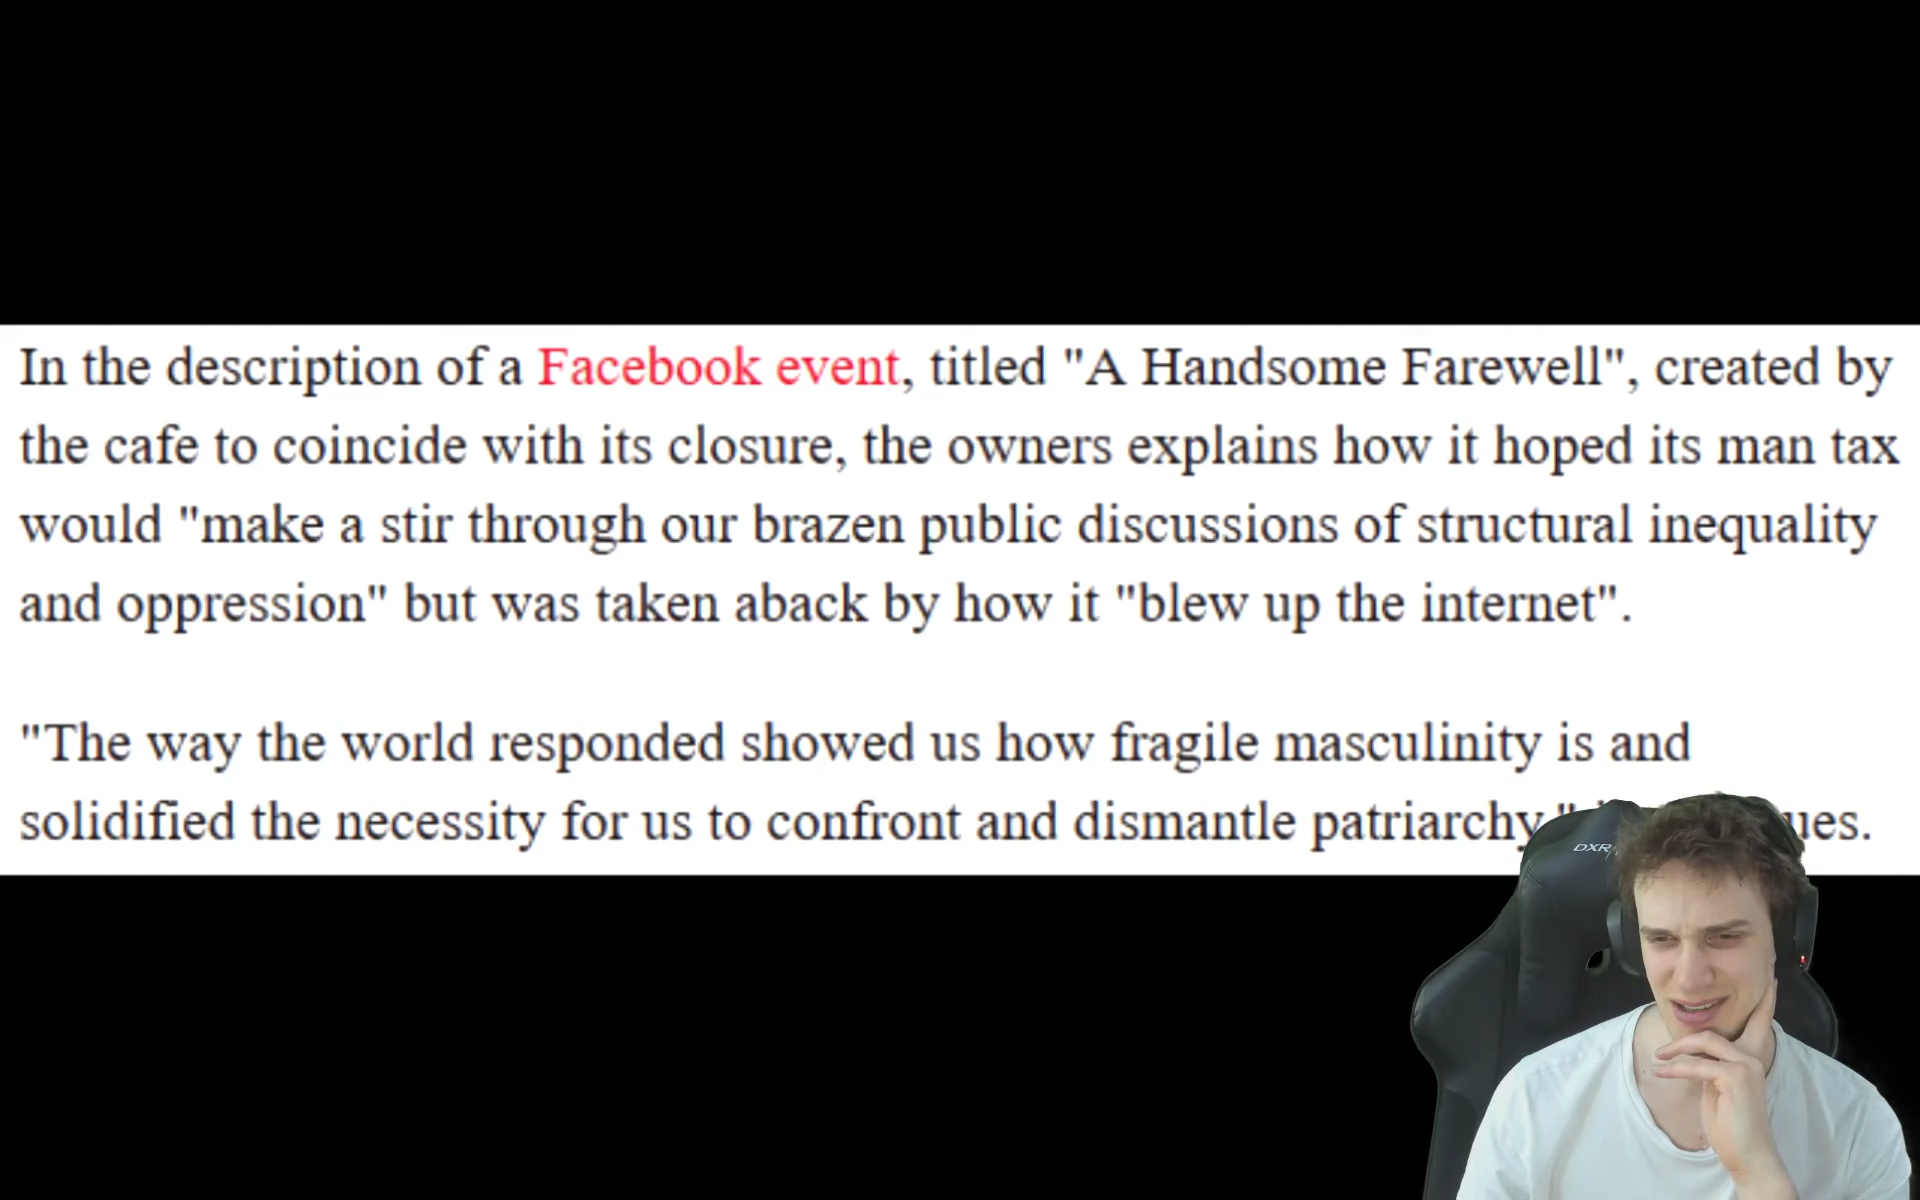 In the description of a Facebook event, titled "A Handsome Farewell", created by
the cafe to coincide with its closure, the owners explains how it hoped its man tax
would "make a stir through our brazen public discussions of structural inequality
and oppression" but was taken aback by how it "blew up the internet".
"The way the world responded showed us how fragile masculinity is and
solidified the necessity for us to confront and dismantle patriarchy,"
DXR